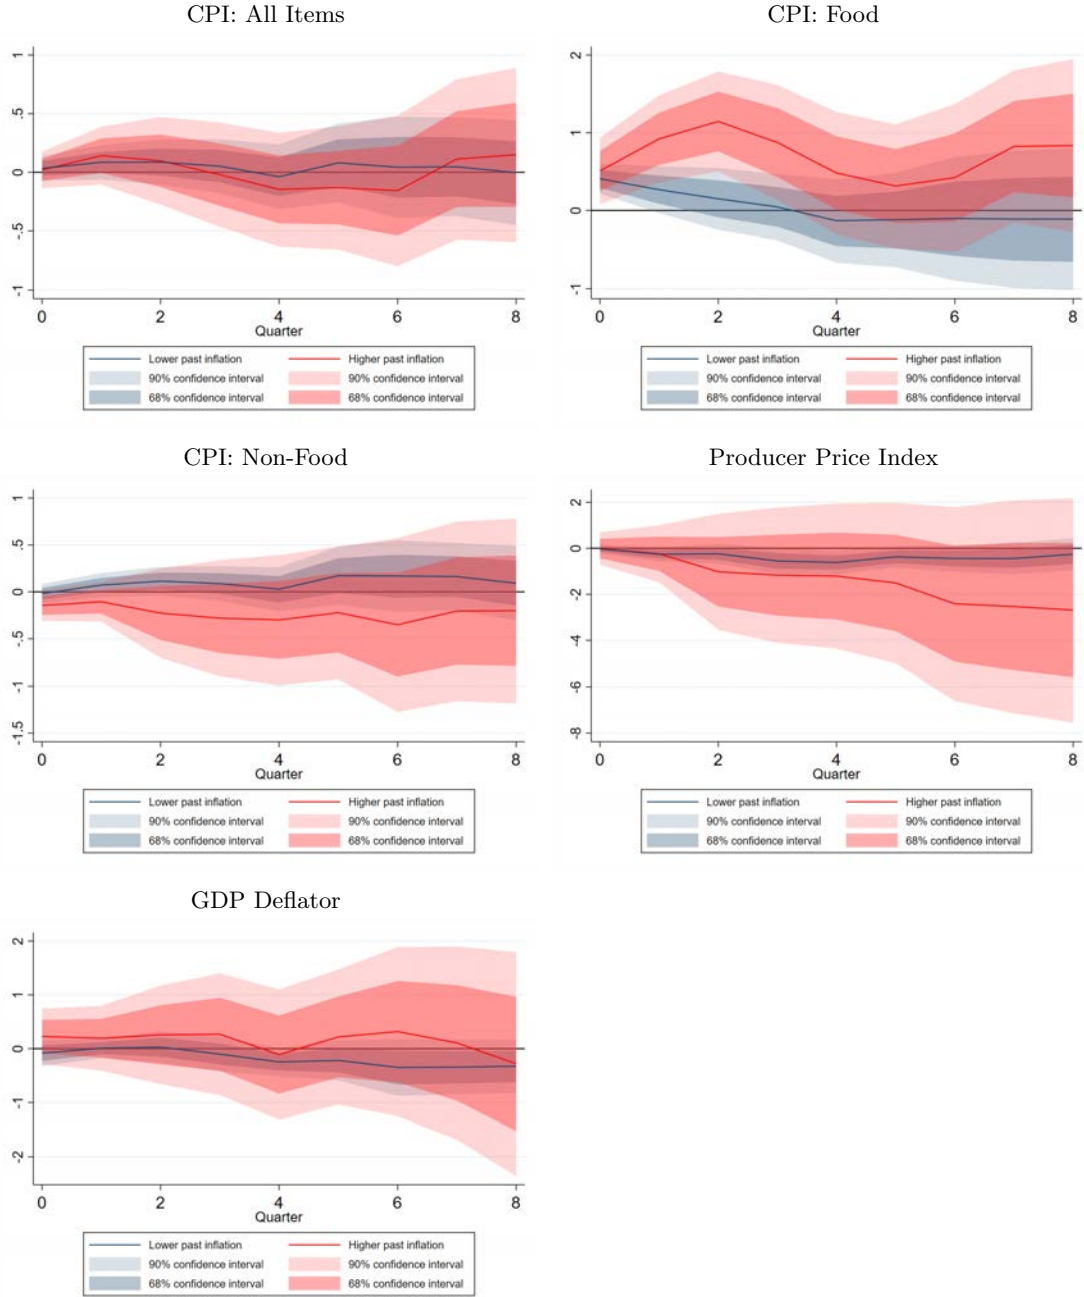 CPI: All Items
1
.5
0
-.5
-1
0 2 4 6 8
Quarter
Lower past inflation Higher past inflation
90% confidence interval 90% confidence interval
68% confidence interval 68% confidence interval
CPI: Food
2
1
0
-1
0 2 4 6 8
Quarter
Lower past inflation Higher past inflation
90% confidence interval 90% confidence interval
68% confidence interval 68% confidence interval
CPI: Non-Food
1
.5
0
-.5
-1
-1.5
0 2 4 6 8
Quarter
Lower past inflation Higher past inflation
90% confidence interval 90% confidence interval
68% confidence interval 68% confidence interval
Producer Price Index
2
0
-2
-4
-6
-8
0 2 4 6 8
Quarter
Lower past inflation Higher past inflation
90% confidence interval 90% confidence interval
68% confidence interval 68% confidence interval
GDP Deflator
2
1
0
-1
-2
0 2 4 6 8
Quarter
Lower past inflation Higher past inflation
90% confidence interval 90% confidence interval
68% confidence interval 68% confidence interval